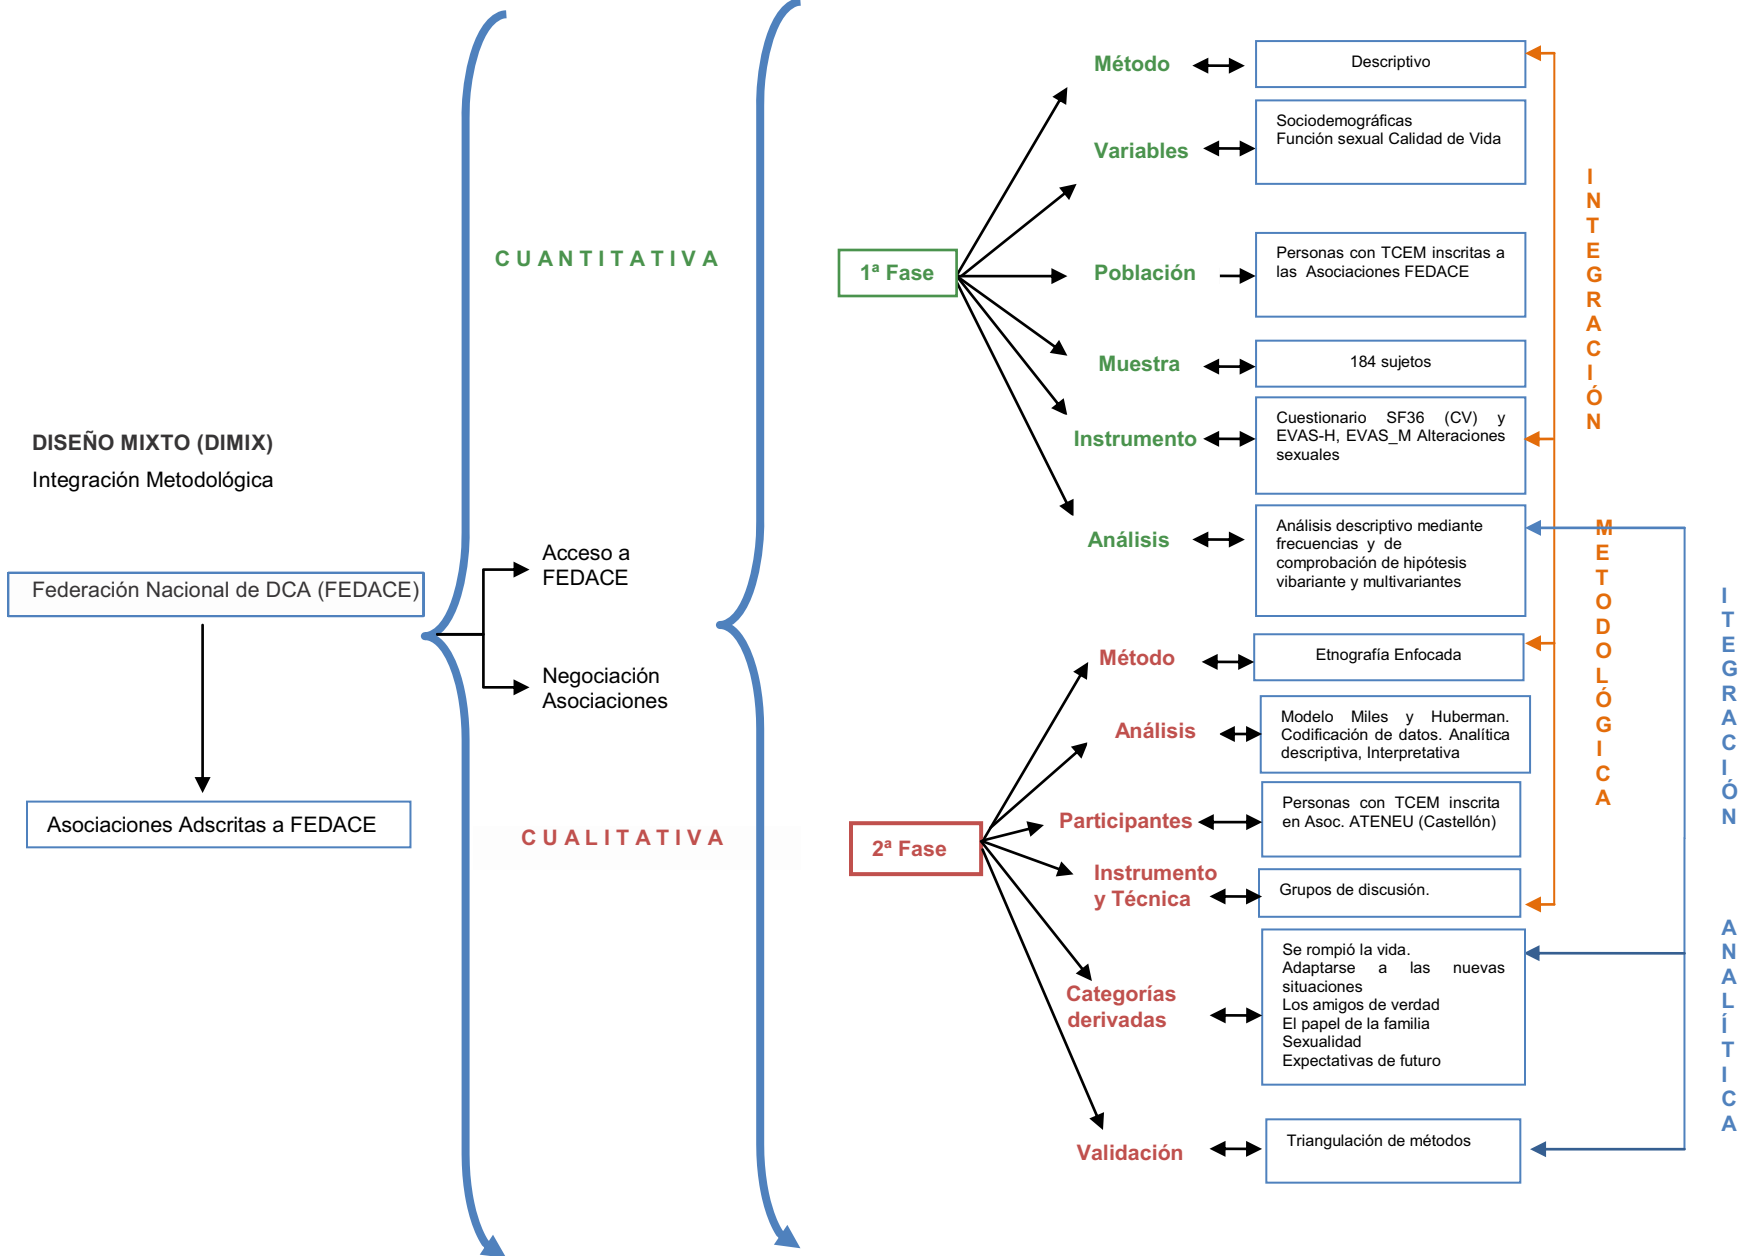 DISEÑO MIXTO (DIMIX)
Integración Metodológica
Federación Nacional de DCA (FEDACE)
Asociaciones Adscritas a FEDACE
CUANTITATIVA
Acceso a
FEDACE
Negociación
Asociaciones
CUALITATIVA
1ª Fase
Método
Descriptivo
Variables
Sociodemográficas
Función sexual Calidad de Vida
Población
Personas con TCEM inscritas a
las Asociaciones FEDACE
Muestra
184 sujetos
Instrumento
Cuestionario SF36 (CV) y
EVAS-H, EVAS_M Alteraciones
sexuales
Análisis
Análisis descriptivo mediante
frecuencias y de
comprobación de hipótesis
vibariante y multivariantes
2ª Fase
Método
Etnografía Enfocada
Análisis
Modelo Miles y Huberman.
Codificación de datos. Analítica
descriptiva, Interpretativa
Participantes
Personas con TCEM inscrita
en Asoc. ATENEU (Castellón)
Instrumento
y Técnica
Grupos de discusión.
Categorías
derivadas
Se rompió la vida.
Adaptarse a las nuevas
situaciones
Los amigos de verdad
El papel de la familia
Sexualidad
Expectativas de futuro
Validación
Triangulación de métodos
INTEGRACIÓN
METODOLÓGICA
ITEGRACIÓN
ANALÍTICA